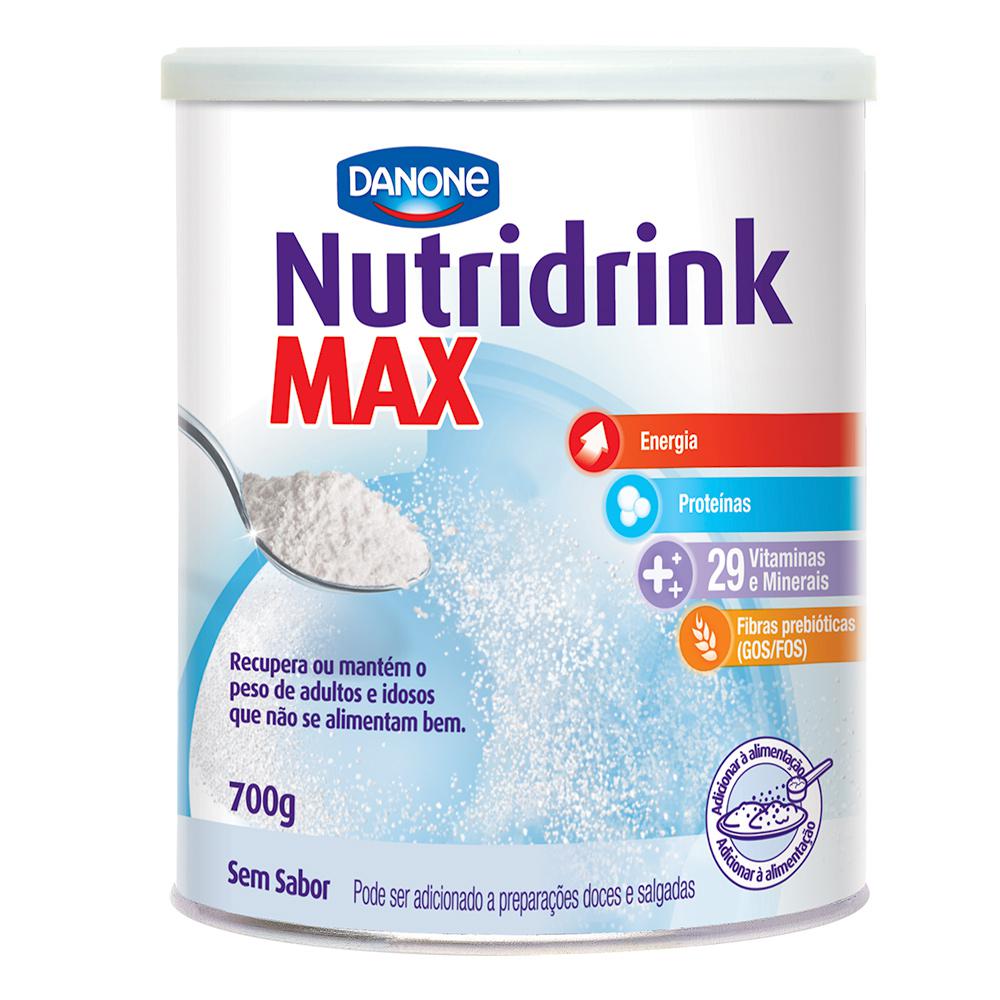 DANONE
Nutridrink
MAX
Energia
Proteínas
29 Vitaminas
e Minerais
Fibras prebióticas
(GOS/FOS)
Recupera ou mantém o
peso de adultos e idosos
que não se alimentam bem.
700g
Adicionar à alimentação
Adicionar à alimentação
Sem Sabor
Pode ser adicionado a preparações doces e salgadas